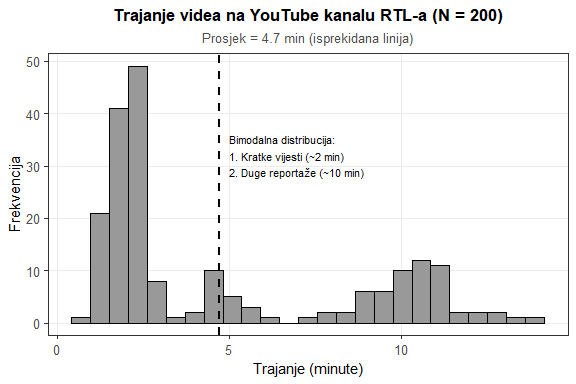 Trajanje videa na YouTube kanalu RTL-a (N = 200)
Prosjek = 4.7 min (isprekidana linija)
50
40
30
20
10
0
Frekvencija
Bimodalna distribucija:
1. Kratke vijesti (~2 min)
2. Duge reportaže (~10 min)
0 5 10
Trajanje (minute)